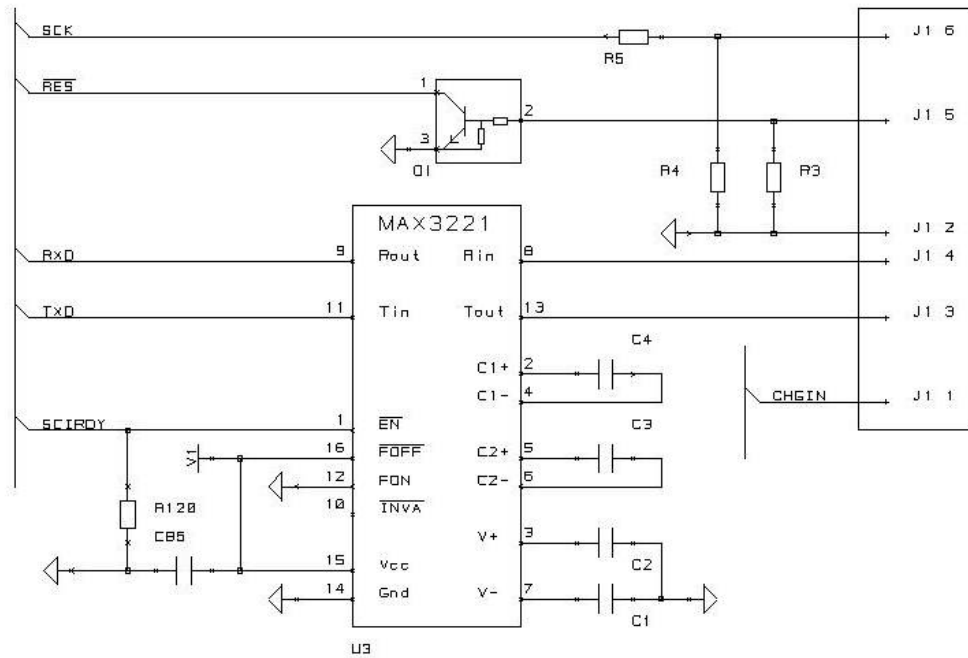 SCK
J1 6
R5
RES
1
2
J1 5
3
Q1
R4
R3
J1 2
MAX3221
RXD
9
Rout
Rin
8
J1 4
TXD
11
Tin
Tout
13
J1 3
C4
C1+
2
C1-
4
CHGIN
J1 1
C3
SCIRDY
1
EN
V1
16
FOFF
C2+
5
12
FON
C2-
6
R120
10
INVA
C86
V+
3
15
Vcc
C2
14
Gnd
V-
7
C1
U3